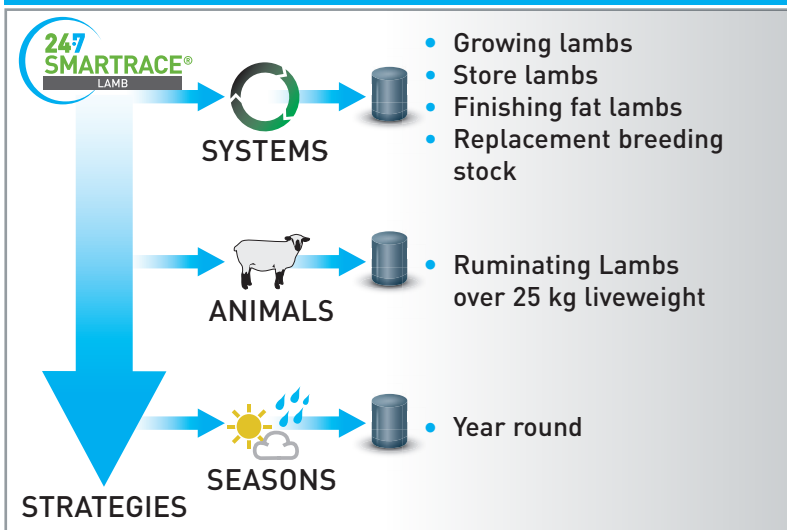 24·7
SMARTRACE®
LAMB
SYSTEMS
• Growing lambs
• Store lambs
• Finishing fat lambs
• Replacement breeding
stock
ANIMALS
• Ruminating Lambs
over 25 kg liveweight
SEASONS
• Year round
STRATEGIES